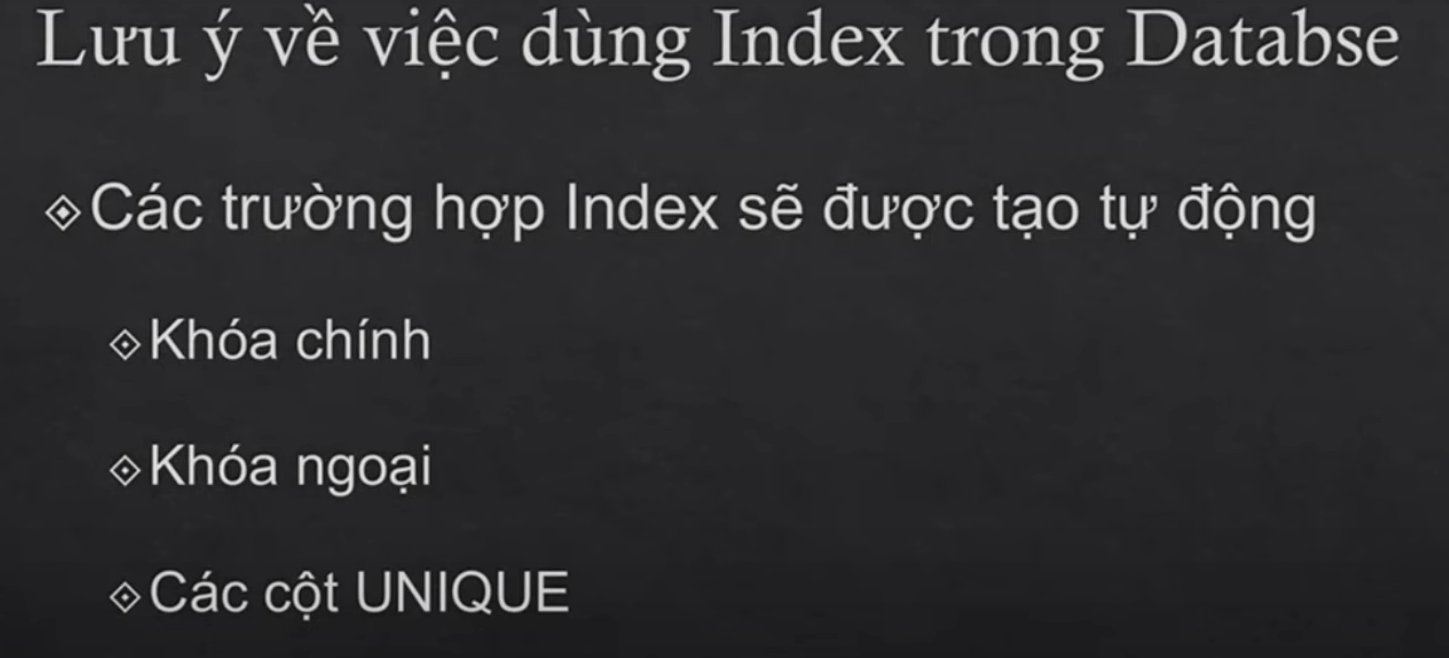 Lưu ý về việc dùng Index trong Databse
Các trường hợp Index sẽ được tạo tự động
Khóa chính
Khóa ngoại
Các cột UNIQUE